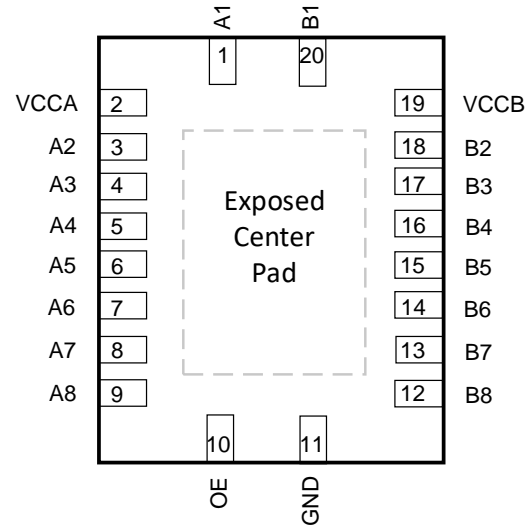 A1 B1
1 20
VCCA 2 19 VCCB
A2 3 18 B2
A3 4 17 B3
A4 5 16 B4
A5 6 15 B5
A6 7 14 B6
A7 8 13 B7
A8 9 12 B8
Exposed
Center
Pad
10 11
OE GND